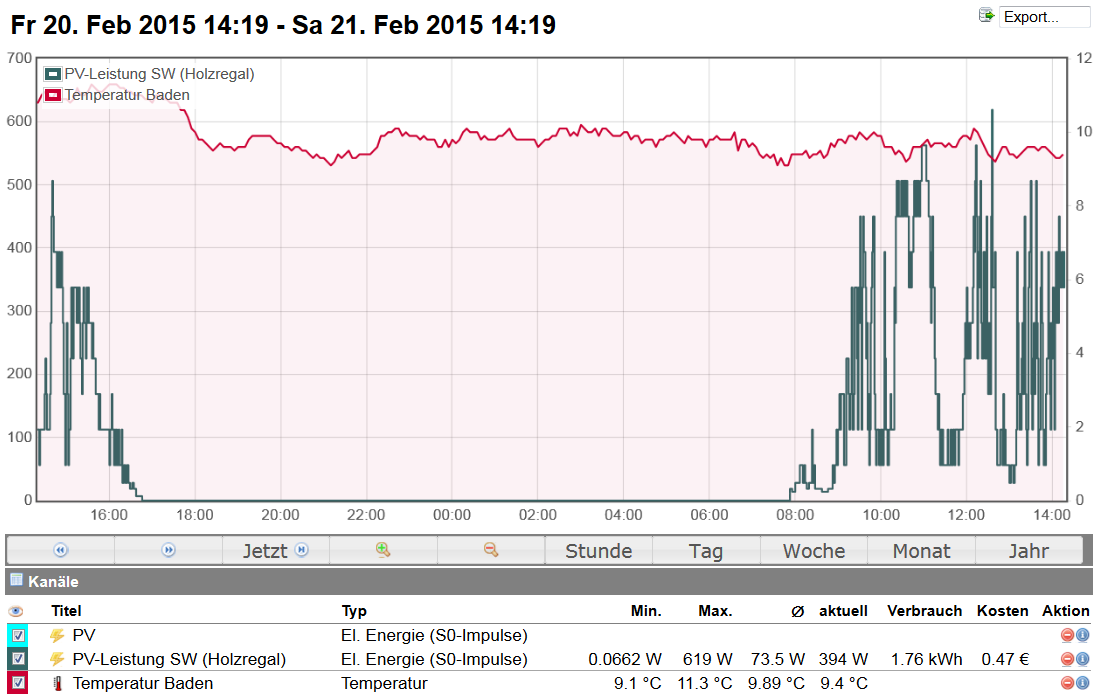 Fr 20. Feb 2015 14:19 - Sa 21. Feb 2015 14:19
Export...
700 12
PV-Leistung SW (Holzregal)
Temperatur Baden
600 10
500 8
400
300 6
200 4
100 2
0 0
16:00 18:00 20:00 22:00 00:00 02:00 04:00 06:00 08:00 10:00 12:00 14:00
Jetzt Stunde Tag Woche Monat Jahr
Kanäle
Titel Typ Min. Max. Ø aktuell Verbrauch Kosten Aktion
PV El. Energie (S0-Impulse)
PV-Leistung SW (Holzregal) El. Energie (S0-Impulse) 0.0662 W 619 W 73.5 W 394 W 1.76 kWh 0.47 €
Temperatur Baden Temperatur 9.1 °C 11.3 °C 9.89 °C 9.4 °C